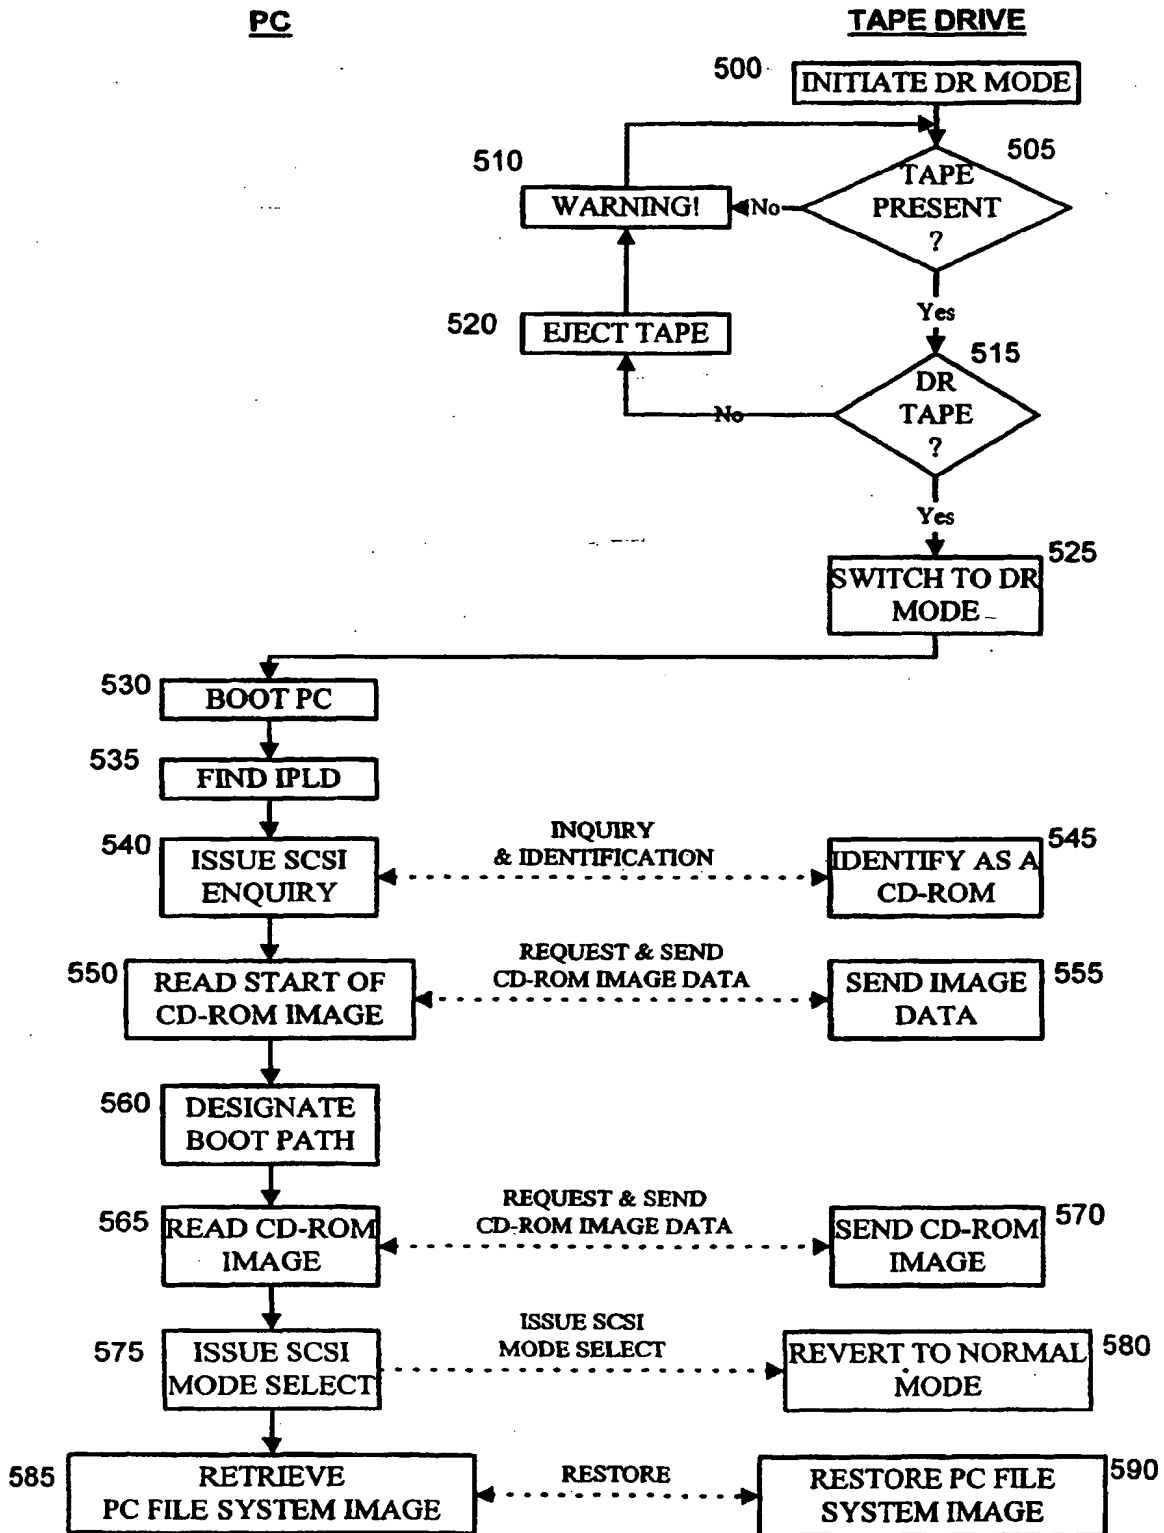 PC
TAPE DRIVE
500
INITIATE DR MODE
510
505
WARNING!
No
TAPE
PRESENT
?
Yes
520
EJECT TAPE
515
DR
TAPE
?
No
Yes
525
SWITCH TO DR
MODE
530
BOOT PC
535
FIND IPLD
540
ISSUE SCSI
ENQUIRY
INQUIRY
& IDENTIFICATION
545
IDENTIFY AS A
CD-ROM
550
READ START OF
CD-ROM IMAGE
REQUEST & SEND
CD-ROM IMAGE DATA
555
SEND IMAGE
DATA
560
DESIGNATE
BOOT PATH
565
READ CD-ROM
IMAGE
REQUEST & SEND
CD-ROM IMAGE DATA
570
SEND CD-ROM
IMAGE
575
ISSUE SCSI
MODE SELECT
ISSUE SCSI
MODE SELECT
580
REVERT TO NORMAL
MODE
585
RETRIEVE
PC FILE SYSTEM IMAGE
RESTORE
590
RESTORE PC FILE
SYSTEM IMAGE